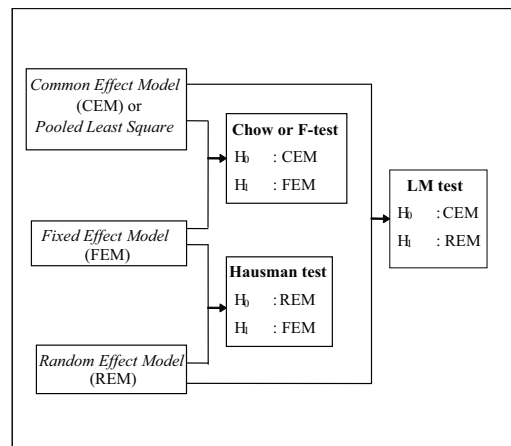 Common Effect Model
(CEM) or
Pooled Least Square
Chow or F-test
H₀ : CEM
H₁ : FEM
LM test
H₀ : CEM
H₁ : REM
Fixed Effect Model
(FEM)
Hausman test
H₀ : REM
H₁ : FEM
Random Effect Model
(REM)